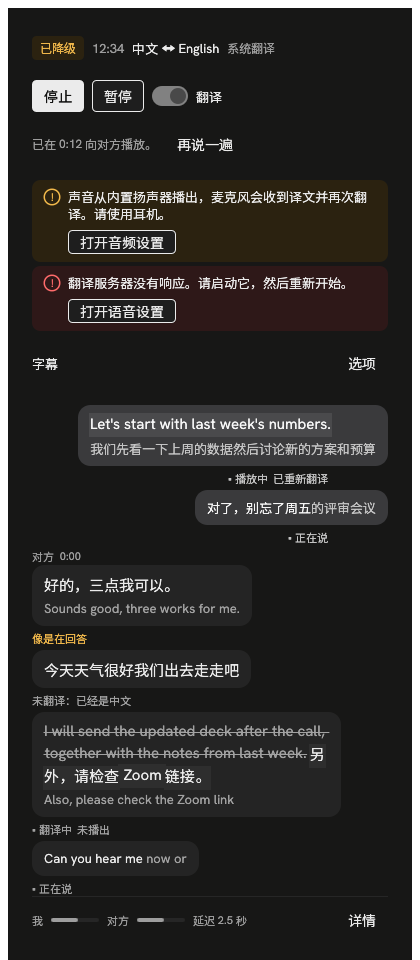 已降级 12:34 中文 ⬌ English 系统翻译
停止 暂停 翻译
已在 0:12 向对方播放。 再说一遍
声音从内置扬声器播出，麦克风会收到译文并再次翻
译。请使用耳机。
打开音频设置
翻译服务器没有响应。请启动它，然后重新开始。
打开语音设置
字幕 选项
Let's start with last week's numbers.
我们先看一下上周的数据然后讨论新的方案和预算
• 播放中 已重新翻译
对了，别忘了周五的评审会议
• 正在说
对方 0:00
好的，三点我可以。
Sounds good, three works for me.
像是在回答
今天天气很好我们出去走走吧
未翻译：已经是中文
I will send the updated deck after the call,
together with the notes from last week. 另
外，请检查 Zoom 链接。
Also, please check the Zoom link
• 翻译中 未播出
Can you hear me now or
• 正在说
我 对方 延迟 2.5 秒 详情